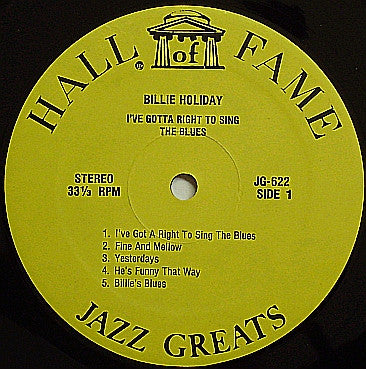 HALL of FAME
BILLIE HOLIDAY
I'VE GOTTA RIGHT TO SING
THE BLUES
STEREO
33⅓ RPM
JG-622
SIDE 1
1. I've Got A Right To Sing The Blues
2. Fine And Mellow
3. Yesterdays
4. He's Funny That Way
5. Billie's Blues
JAZZ GREATS